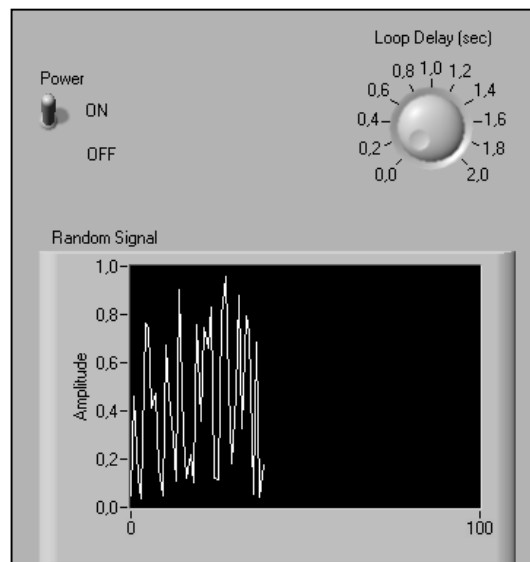 Loop Delay (sec)
0,0 0,2 0,4 0,6 0,8 1,0 1,2 1,4 1,6 1,8 2,0
Power
ON
OFF
Random Signal
Amplitude
1,0
0,8
0,6
0,4
0,2
0,0
0 100